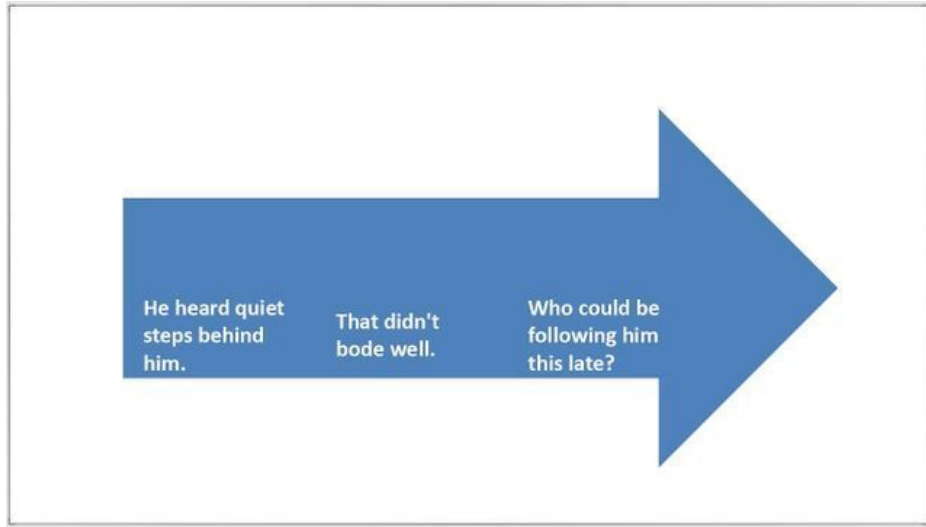 He heard quiet
steps behind
him.
That didn't
bode well.
Who could be
following him
this late?